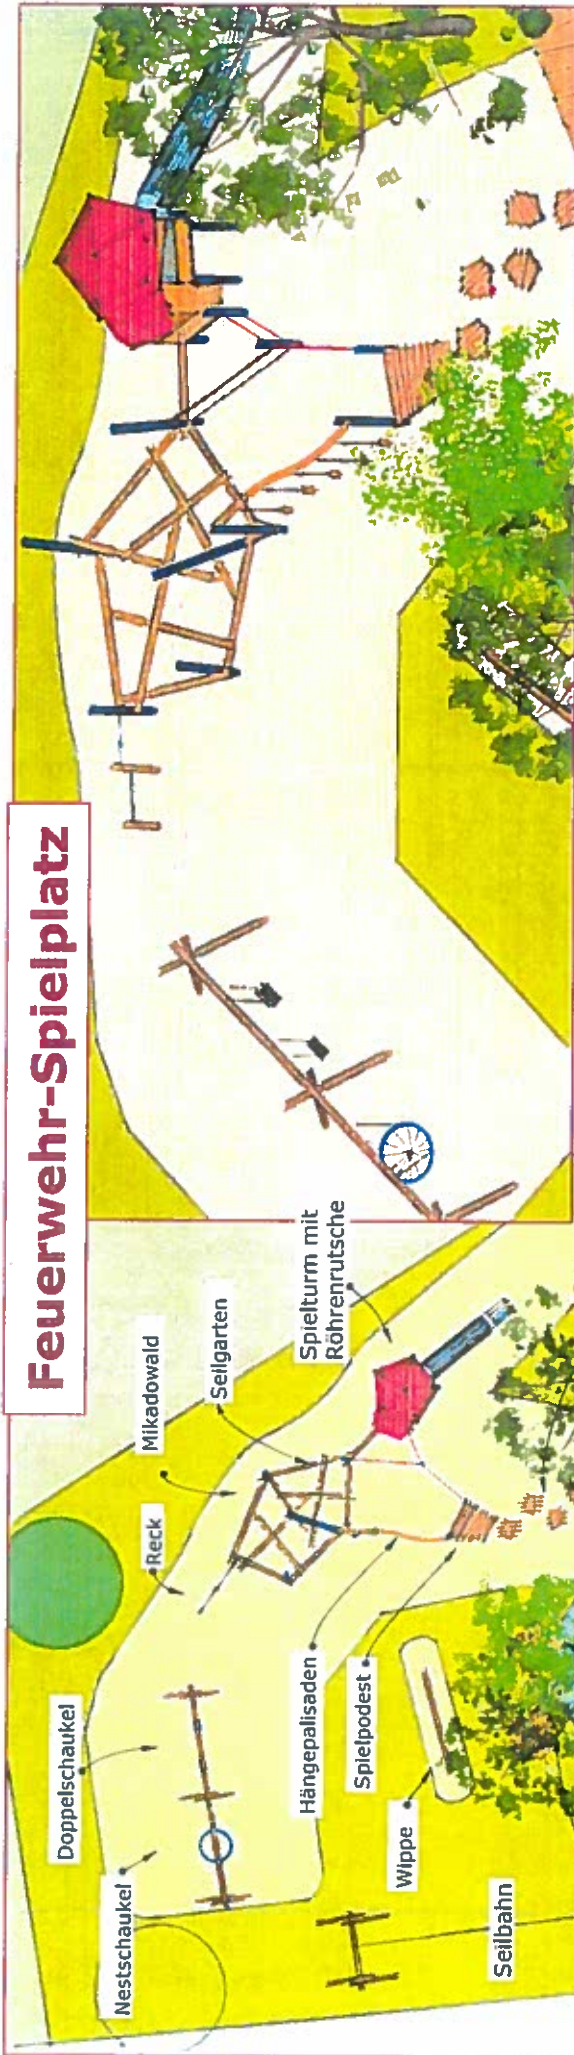 Feuerwehr-Spielplatz
Nestschaukel
Doppelschaukel
Reck
Mikadowald
Seilgarten
Spielturm mit
Röhrenrutsche
Hängepalisaden
Spielpodest
Wippe
Seilbahn